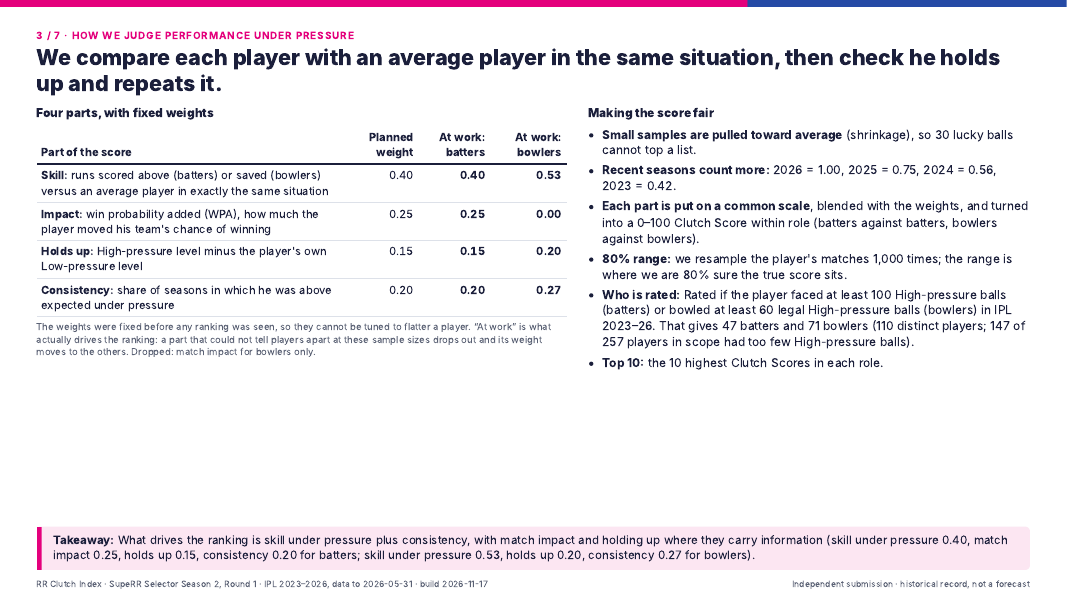 3 / 7 · HOW WE JUDGE PERFORMANCE UNDER PRESSURE
We compare each player with an average player in the same situation, then check he holds
up and repeats it.
Four parts, with fixed weights
Part of the score | Planned weight | At work: batters | At work: bowlers
Skill: runs scored above (batters) or saved (bowlers)
versus an average player in exactly the same situation
0.40 0.40 0.53
Impact: win probability added (WPA), how much the
player moved his team's chance of winning
0.25 0.25 0.00
Holds up: High-pressure level minus the player's own
Low-pressure level
0.15 0.15 0.20
Consistency: share of seasons in which he was above
expected under pressure
0.20 0.20 0.27
The weights were fixed before any ranking was seen, so they cannot be tuned to flatter a player. "At work" is what
actually drives the ranking: a part that could not tell players apart at these sample sizes drops out and its weight
moves to the others. Dropped: match impact for bowlers only.
Making the score fair
• Small samples are pulled toward average (shrinkage), so 30 lucky balls
cannot top a list.
• Recent seasons count more: 2026 = 1.00, 2025 = 0.75, 2024 = 0.56,
2023 = 0.42.
• Each part is put on a common scale, blended with the weights, and turned
into a 0–100 Clutch Score within role (batters against batters, bowlers
against bowlers).
• 80% range: we resample the player's matches 1,000 times; the range is
where we are 80% sure the true score sits.
• Who is rated: Rated if the player faced at least 100 High-pressure balls
(batters) or bowled at least 60 legal High-pressure balls (bowlers) in IPL
2023–26. That gives 47 batters and 71 bowlers (110 distinct players; 147 of
257 players in scope had too few High-pressure balls).
• Top 10: the 10 highest Clutch Scores in each role.
Takeaway: What drives the ranking is skill under pressure plus consistency, with match impact and holding up where they carry information (skill under pressure 0.40, match
impact 0.25, holds up 0.15, consistency 0.20 for batters; skill under pressure 0.53, holds up 0.20, consistency 0.27 for bowlers).
RR Clutch Index · SupeRR Selector Season 2, Round 1 · IPL 2023–2026, data to 2026-05-31 · build 2026-11-17
Independent submission · historical record, not a forecast